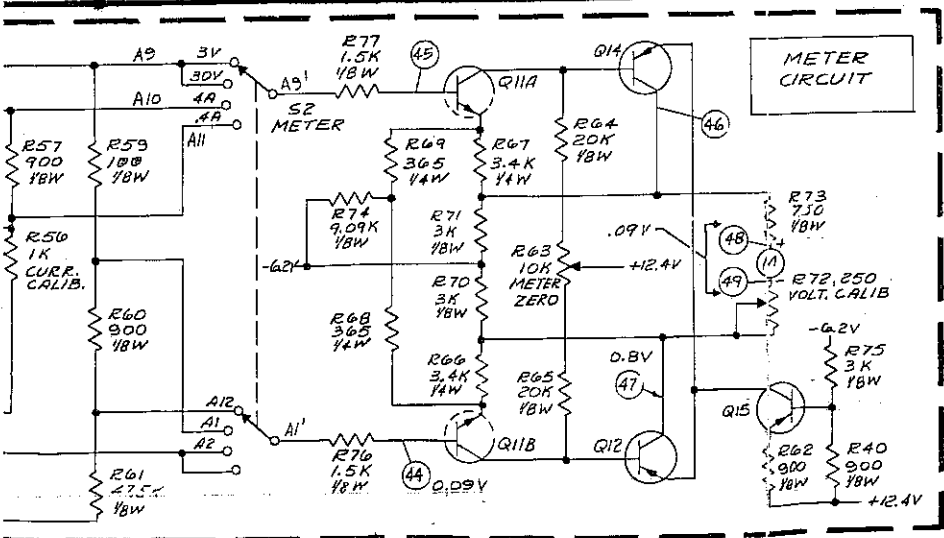 METER
CIRCUIT
A9
3V
30V
A10
.4A
.4A
A11
A9'
S2
METER
R77
1.5K
1/8W
45
Q11A
Q14
46
R57
900
1/8W
R59
100
1/8W
R56
1K
CURR.
CALIB.
R69
365
1/4W
R67
3.4K
1/4W
R64
20K
1/8W
R74
9.09K
1/8W
R71
3K
1/8W
-6.2V
R63
10K
METER
ZERO
+12.4V
.09V
48
+
M
49
-
R73
750
1/8W
R72, 250
VOLT. CALIB
R60
900
1/8W
R68
365
1/4W
R70
3K
1/8W
R66
3.4K
1/4W
R65
20K
1/8W
0.8V
47
-6.2V
R75
3K
1/8W
Q15
A12
A1
A2
A1'
R76
1.5K
1/8W
44
0.09V
Q11B
Q12
R62
900
1/8W
R40
900
1/8W
+12.4V
R61
47.5K
1/8W